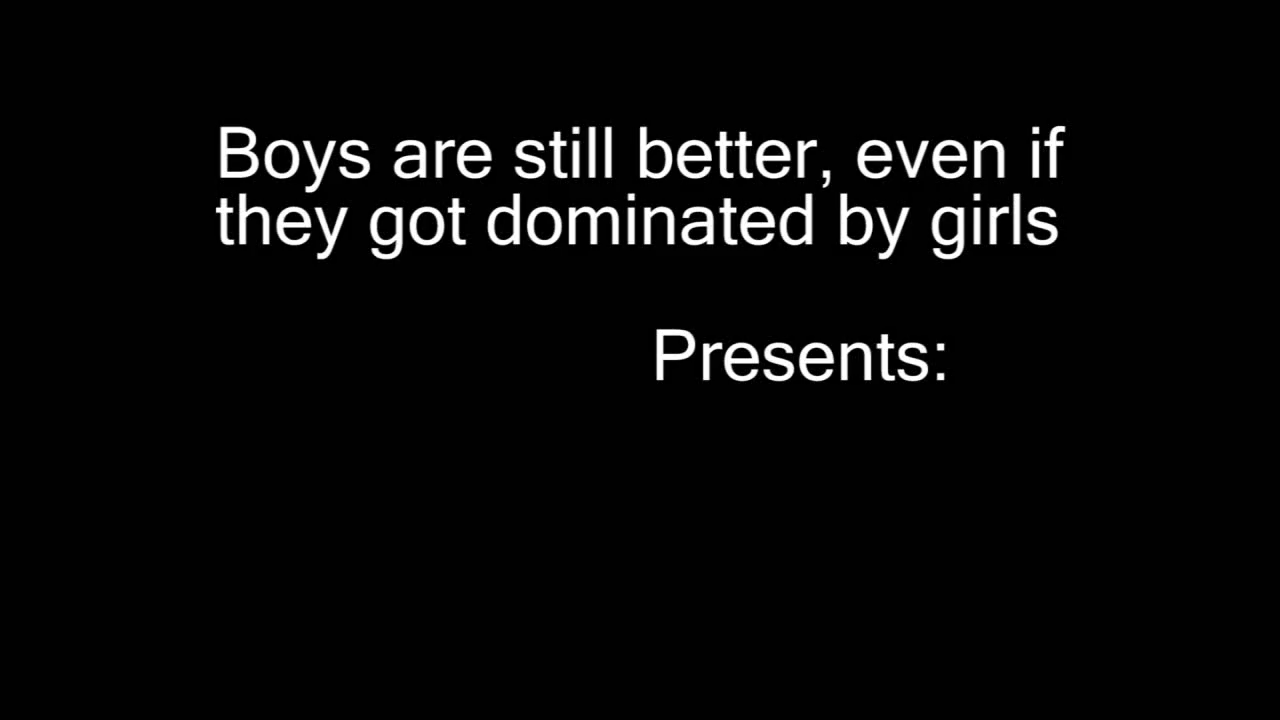 Boys are still better, even if
they got dominated by girls
Presents: